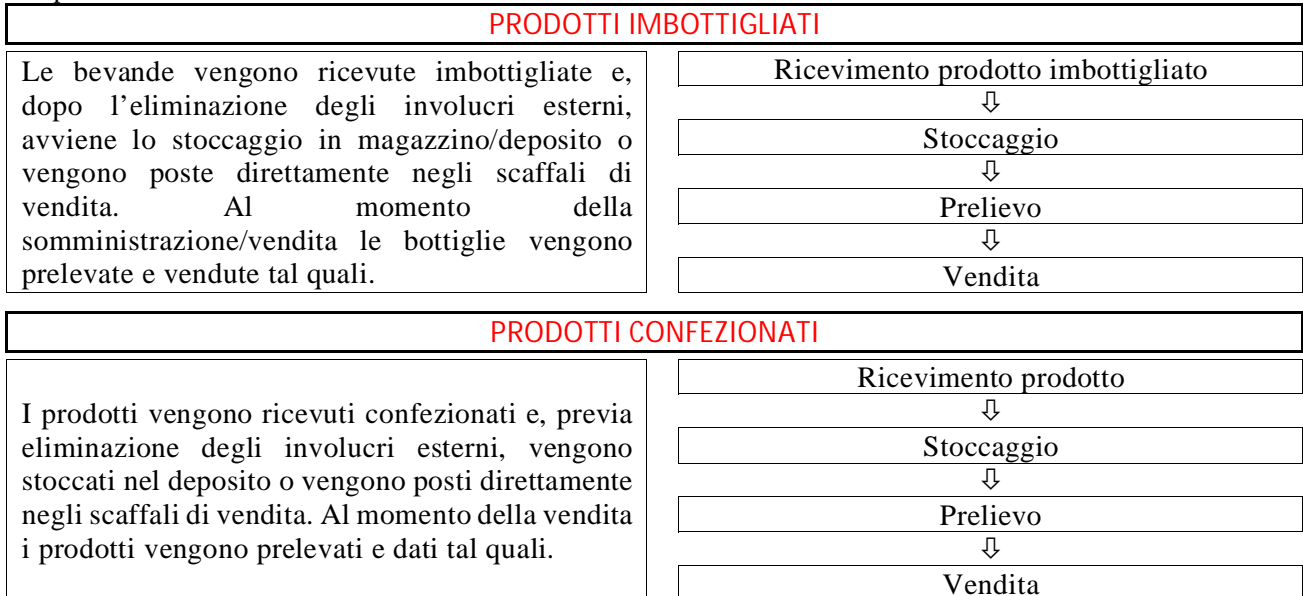 PRODOTTI IMBOTTIGLIATI
Le bevande vengono ricevute imbottigliate e,
dopo l’eliminazione degli involucri esterni,
avviene lo stoccaggio in magazzino/deposito o
vengono poste direttamente negli scaffali di
vendita. Al momento della
somministrazione/vendita le bottiglie vengono
prelevate e vendute tal quali.
Ricevimento prodotto imbottigliato
⇩
Stoccaggio
⇩
Prelievo
⇩
Vendita
PRODOTTI CONFEZIONATI
I prodotti vengono ricevuti confezionati e, previa
eliminazione degli involucri esterni, vengono
stoccati nel deposito o vengono posti direttamente
negli scaffali di vendita. Al momento della vendita
i prodotti vengono prelevati e dati tal quali.
Ricevimento prodotto
⇩
Stoccaggio
⇩
Prelievo
⇩
Vendita